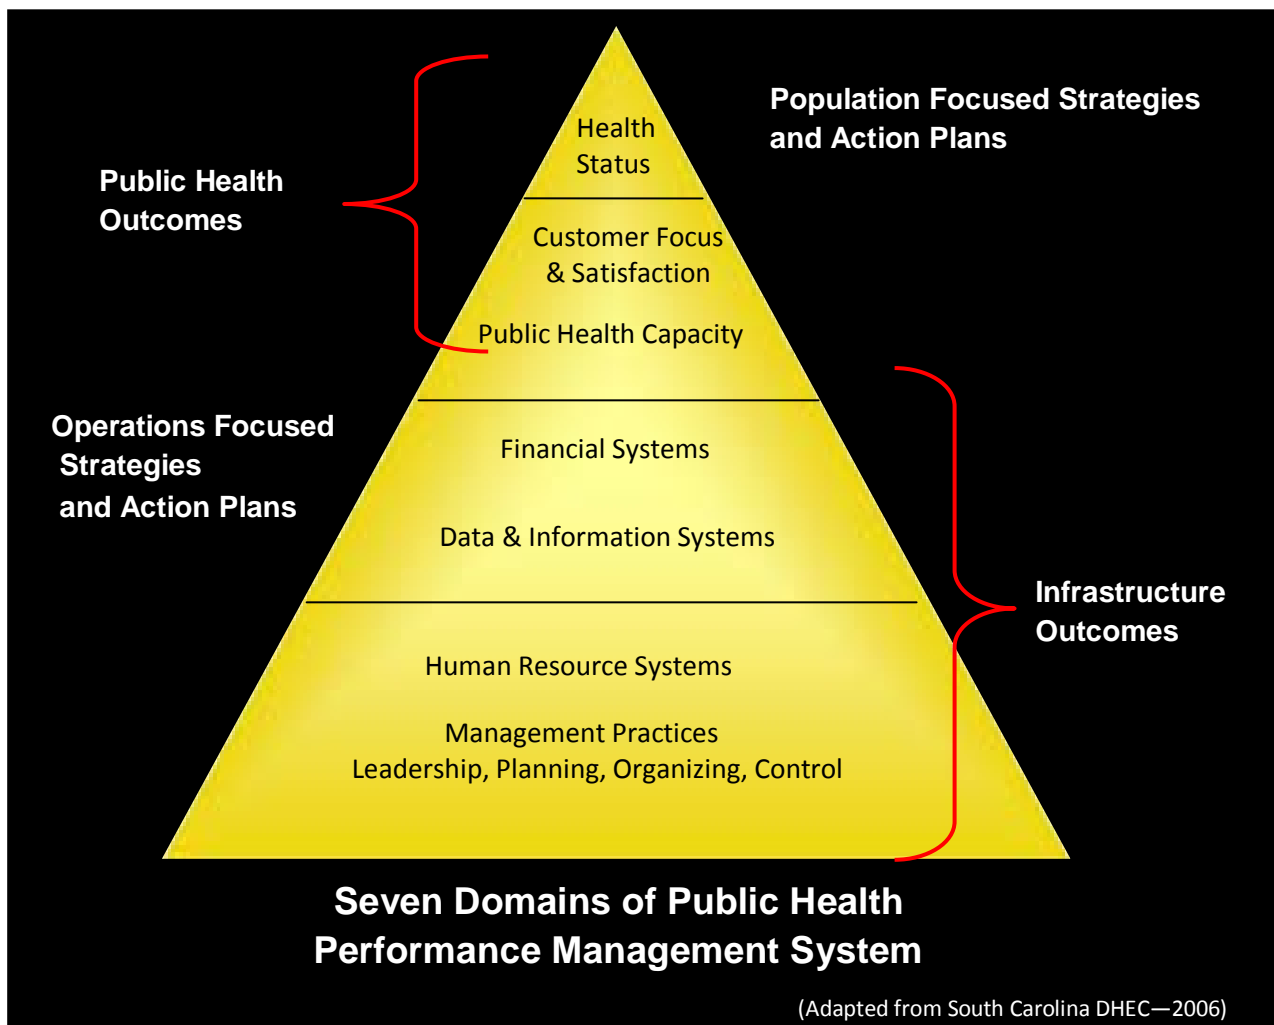 Population Focused Strategies
and Action Plans
Health
Status
Public Health
Outcomes
Customer Focus
& Satisfaction
Public Health Capacity
Operations Focused
Strategies
and Action Plans
Financial Systems
Data & Information Systems
Infrastructure
Outcomes
Human Resource Systems
Management Practices
Leadership, Planning, Organizing, Control
Seven Domains of Public Health
Performance Management System
(Adapted from South Carolina DHEC—2006)